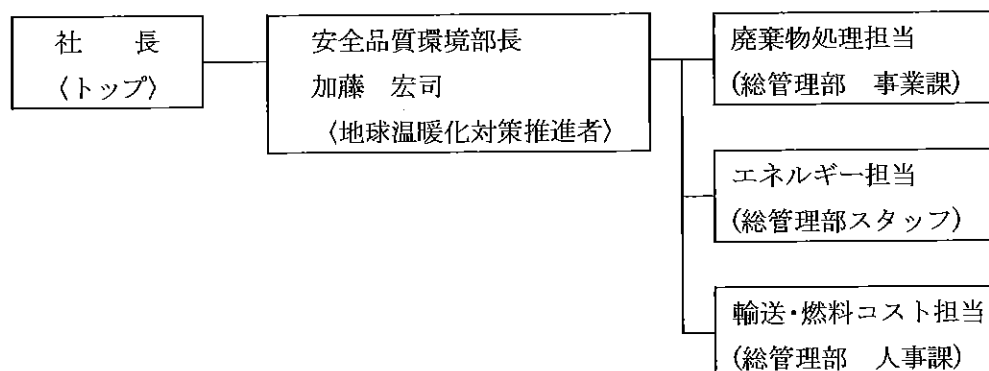 社　長
〈トップ〉
安全品質環境部長
加藤　宏司
〈地球温暖化対策推進者〉
廃棄物処理担当
(総管理部　事業課)
エネルギー担当
(総管理部スタッフ)
輸送・燃料コスト担当
(総管理部　人事課)